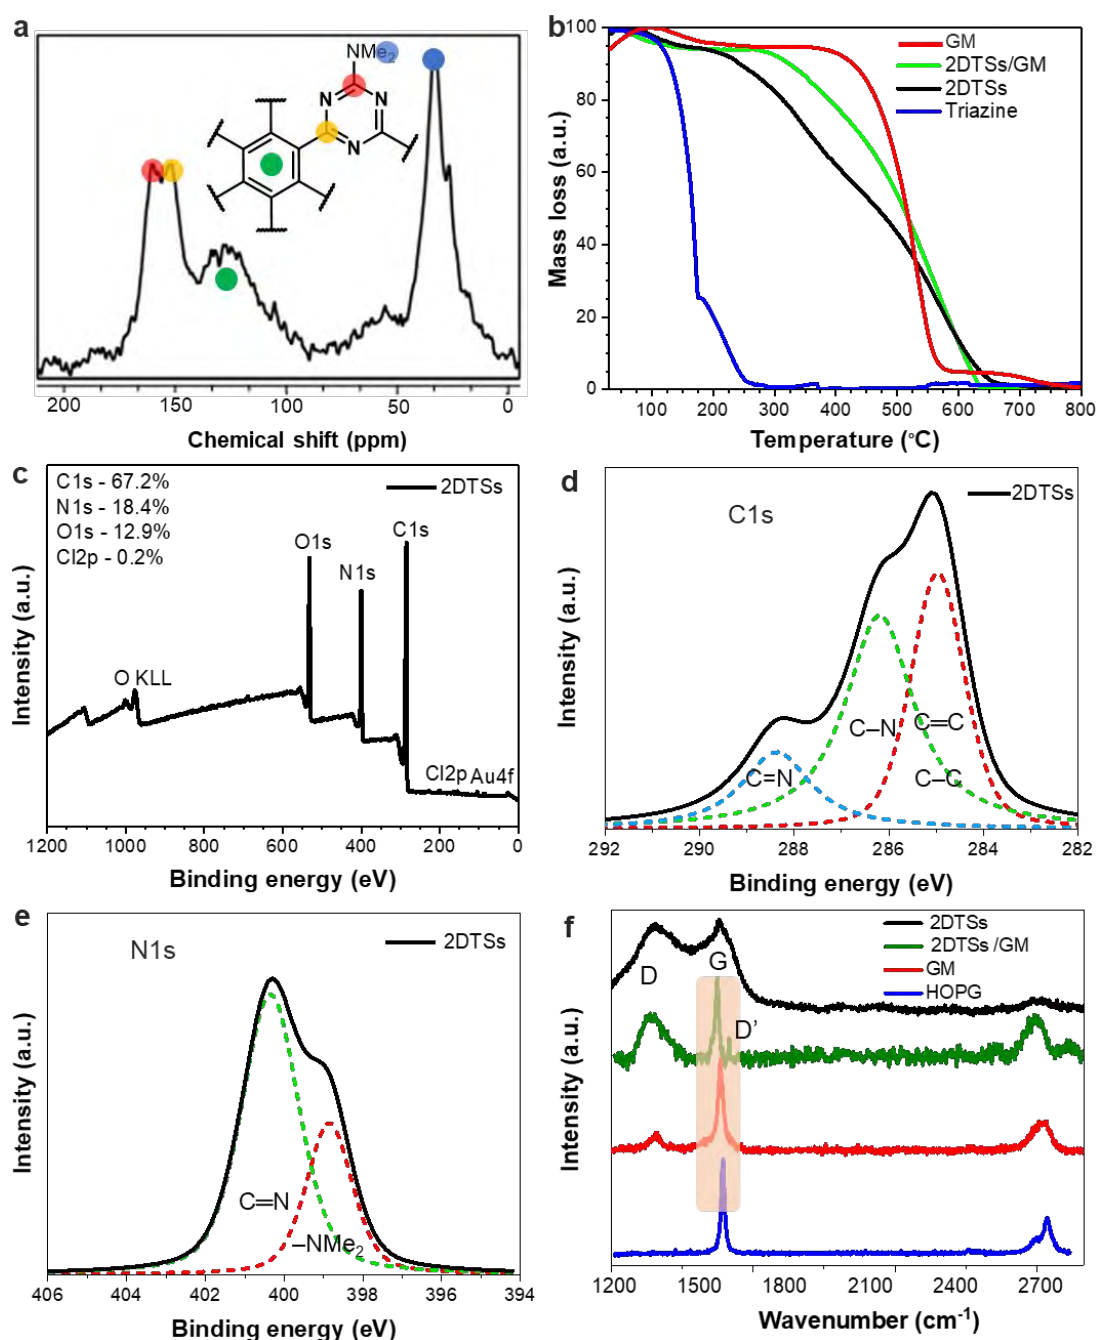 a
NMe₂
N
N
N
200 150 100 50 0
Chemical shift (ppm)
b
GM
2DTSs/GM
2DTSs
Triazine
100
80
60
40
20
0
Mass loss (a.u.)
100 200 300 400 500 600 700 800
Temperature (°C)
c
C1s - 67.2%
N1s - 18.4%
O1s - 12.9%
Cl2p - 0.2%
2DTSs
C1s
O1s
N1s
O KLL
Cl2p Au4f
Intensity (a.u.)
1200 1000 800 600 400 200 0
Binding energy (eV)
d
2DTSs
C1s
C–N C=C
C=N C–C
Intensity (a.u.)
292 290 288 286 284 282
Binding energy (eV)
e
N1s
2DTSs
C=N
–NMe₂
Intensity (a.u.)
406 404 402 400 398 396 394
Binding energy (eV)
f
2DTSs
2DTSs /GM
GM
HOPG
D
G
D’
Intensity (a.u.)
1200 1500 1800 2100 2400 2700
Wavenumber (cm⁻¹)